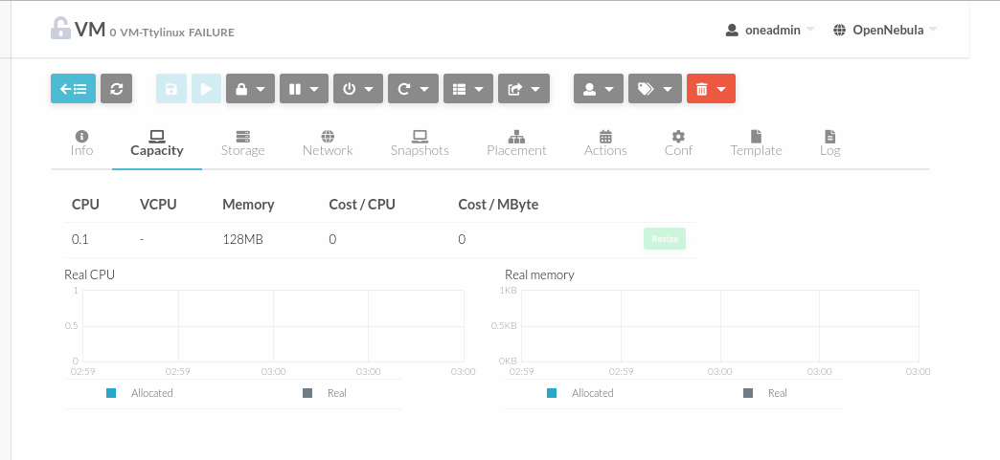 VM 0 VM-Ttylinux FAILURE
oneadmin OpenNebula
Info Capacity Storage Network Snapshots Placement Actions Conf Template Log
CPU VCPU Memory Cost / CPU Cost / MByte
0.1 - 128MB 0 0 Resize
Real CPU
1
0.5
0
02:59 02:59 03:00 03:00 03:00
Allocated Real
Real memory
1KB
0.5KB
0KB
02:59 02:59 03:00 03:00 03:00
Allocated Real